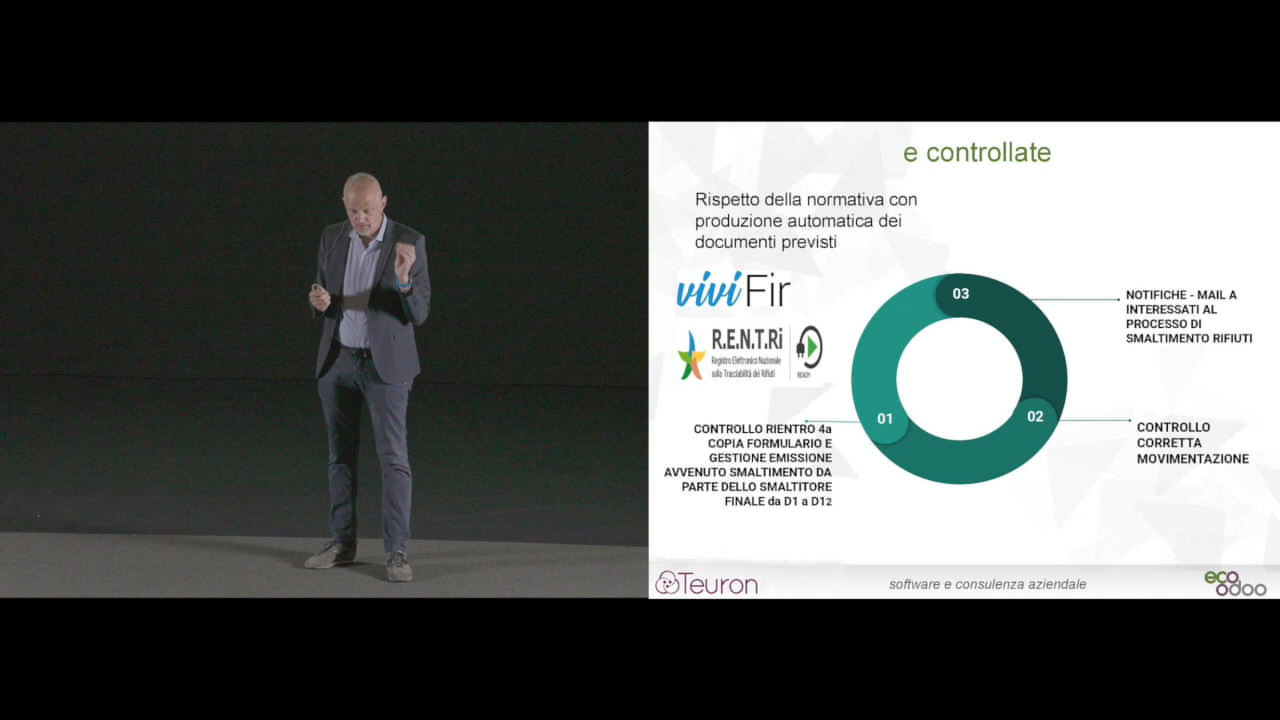 e controllate
Rispetto della normativa con
produzione automatica dei
documenti previsti
viviFir
R.E.N.T.Ri
Registro Elettronico Nazionale
sulla Tracciabilità dei Rifiuti
READY
03
NOTIFICHE - MAIL A
INTERESSATI AL
PROCESSO DI
SMALTIMENTO RIFIUTI
01
CONTROLLO RIENTRO 4a
COPIA FORMULARIO E
GESTIONE EMISSIONE
AVVENUTO SMALTIMENTO DA
PARTE DELLO SMALTITORE
FINALE da D1 a D12
02
CONTROLLO
CORRETTA
MOVIMENTAZIONE
Teuron
software e consulenza aziendale
eco
odoo